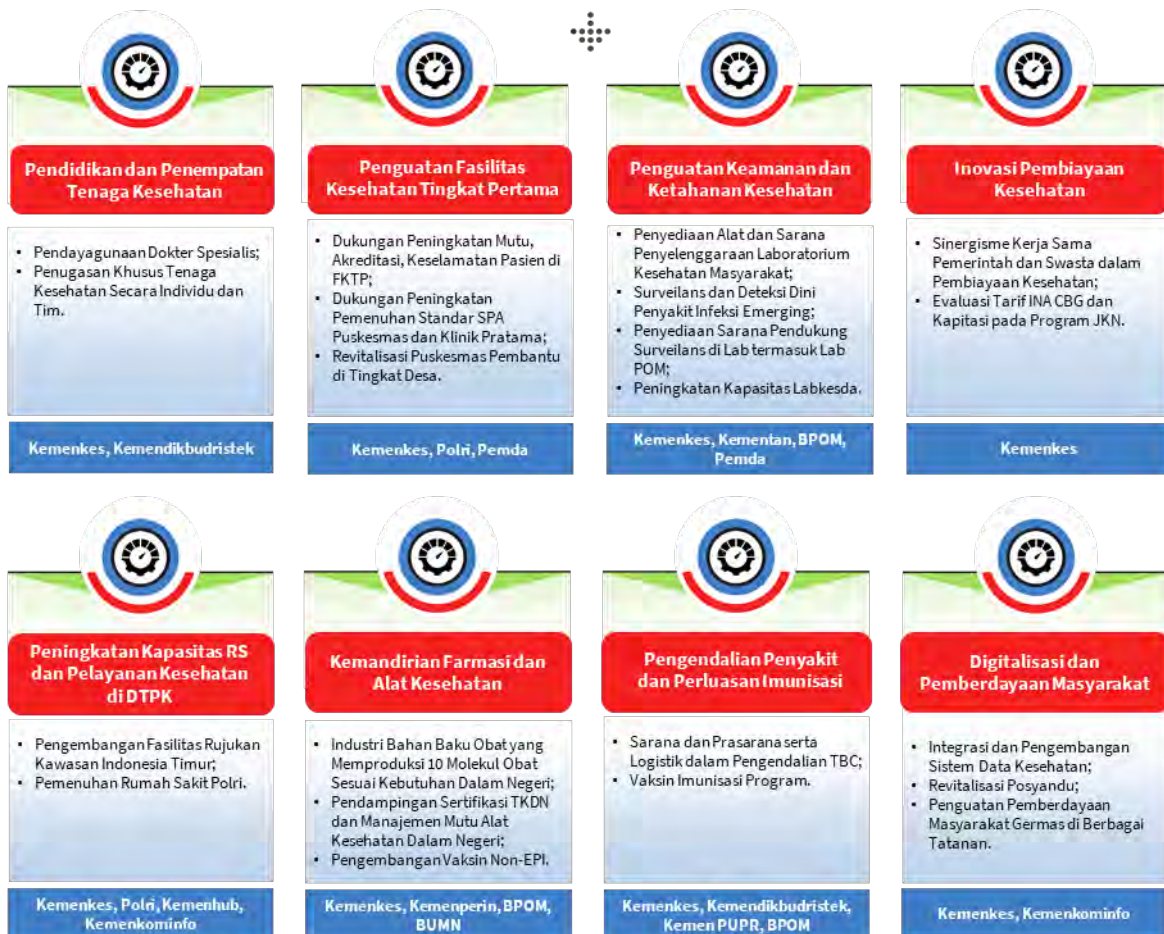 Pendidikan dan Penempatan
Tenaga Kesehatan
• Pendayagunaan Dokter Spesialis;
• Penugasan Khusus Tenaga
Kesehatan Secara Individu dan
Tim.
Kemenkes, Kemendikbudristek
Penguatan Fasilitas
Kesehatan Tingkat Pertama
• Dukungan Peningkatan Mutu,
Akreditasi, Keselamatan Pasien di
FKTP;
• Dukungan Peningkatan
Pemenuhan Standar SPA
Puskesmas dan Klinik Pratama;
• Revitalisasi Puskesmas Pembantu
di Tingkat Desa.
Kemenkes, Polri, Pemda
Penguatan Keamanan dan
Ketahanan Kesehatan
• Penyediaan Alat dan Sarana
Penyelenggaraan Laboratorium
Kesehatan Masyarakat;
• Surveilans dan Deteksi Dini
Penyakit Infeksi Emerging;
• Penyediaan Sarana Pendukung
Surveilans di Lab termasuk Lab
POM;
• Peningkatan Kapasitas Labkesda.
Kemenkes, Kementan, BPOM,
Pemda
Inovasi Pembiayaan
Kesehatan
• Sinergisme Kerja Sama
Pemerintah dan Swasta dalam
Pembiayaan Kesehatan;
• Evaluasi Tarif INA CBG dan
Kapitasi pada Program JKN.
Kemenkes
Peningkatan Kapasitas RS
dan Pelayanan Kesehatan
di DTPK
• Pengembangan Fasilitas Rujukan
Kawasan Indonesia Timur;
• Pemenuhan Rumah Sakit Polri.
Kemenkes, Polri, Kemenhub,
Kemenkominfo
Kemandirian Farmasi dan
Alat Kesehatan
• Industri Bahan Baku Obat yang
Memproduksi 10 Molekul Obat
Sesuai Kebutuhan Dalam Negeri;
• Pendampingan Sertifikasi TKDN
dan Manajemen Mutu Alat
Kesehatan Dalam Negeri;
• Pengembangan Vaksin Non-EPI.
Kemenkes, Kemenperin, BPOM,
BUMN
Pengendalian Penyakit
dan Perluasan Imunisasi
• Sarana dan Prasarana serta
Logistik dalam Pengendalian TBC;
• Vaksin Imunisasi Program.
Kemenkes, Kemendikbudristek,
Kemen PUPR, BPOM
Digitalisasi dan
Pemberdayaan Masyarakat
• Integrasi dan Pengembangan
Sistem Data Kesehatan;
• Revitalisasi Posyandu;
• Penguatan Pemberdayaan
Masyarakat Germas di Berbagai
Tatanan.
Kemenkes, Kemenkominfo